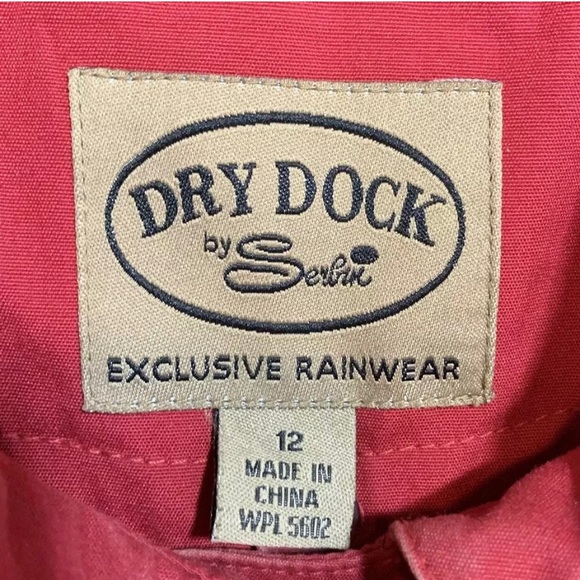 DRY DOCK
by Serbin
EXCLUSIVE RAINWEAR
12
MADE IN
CHINA
WPL 5602